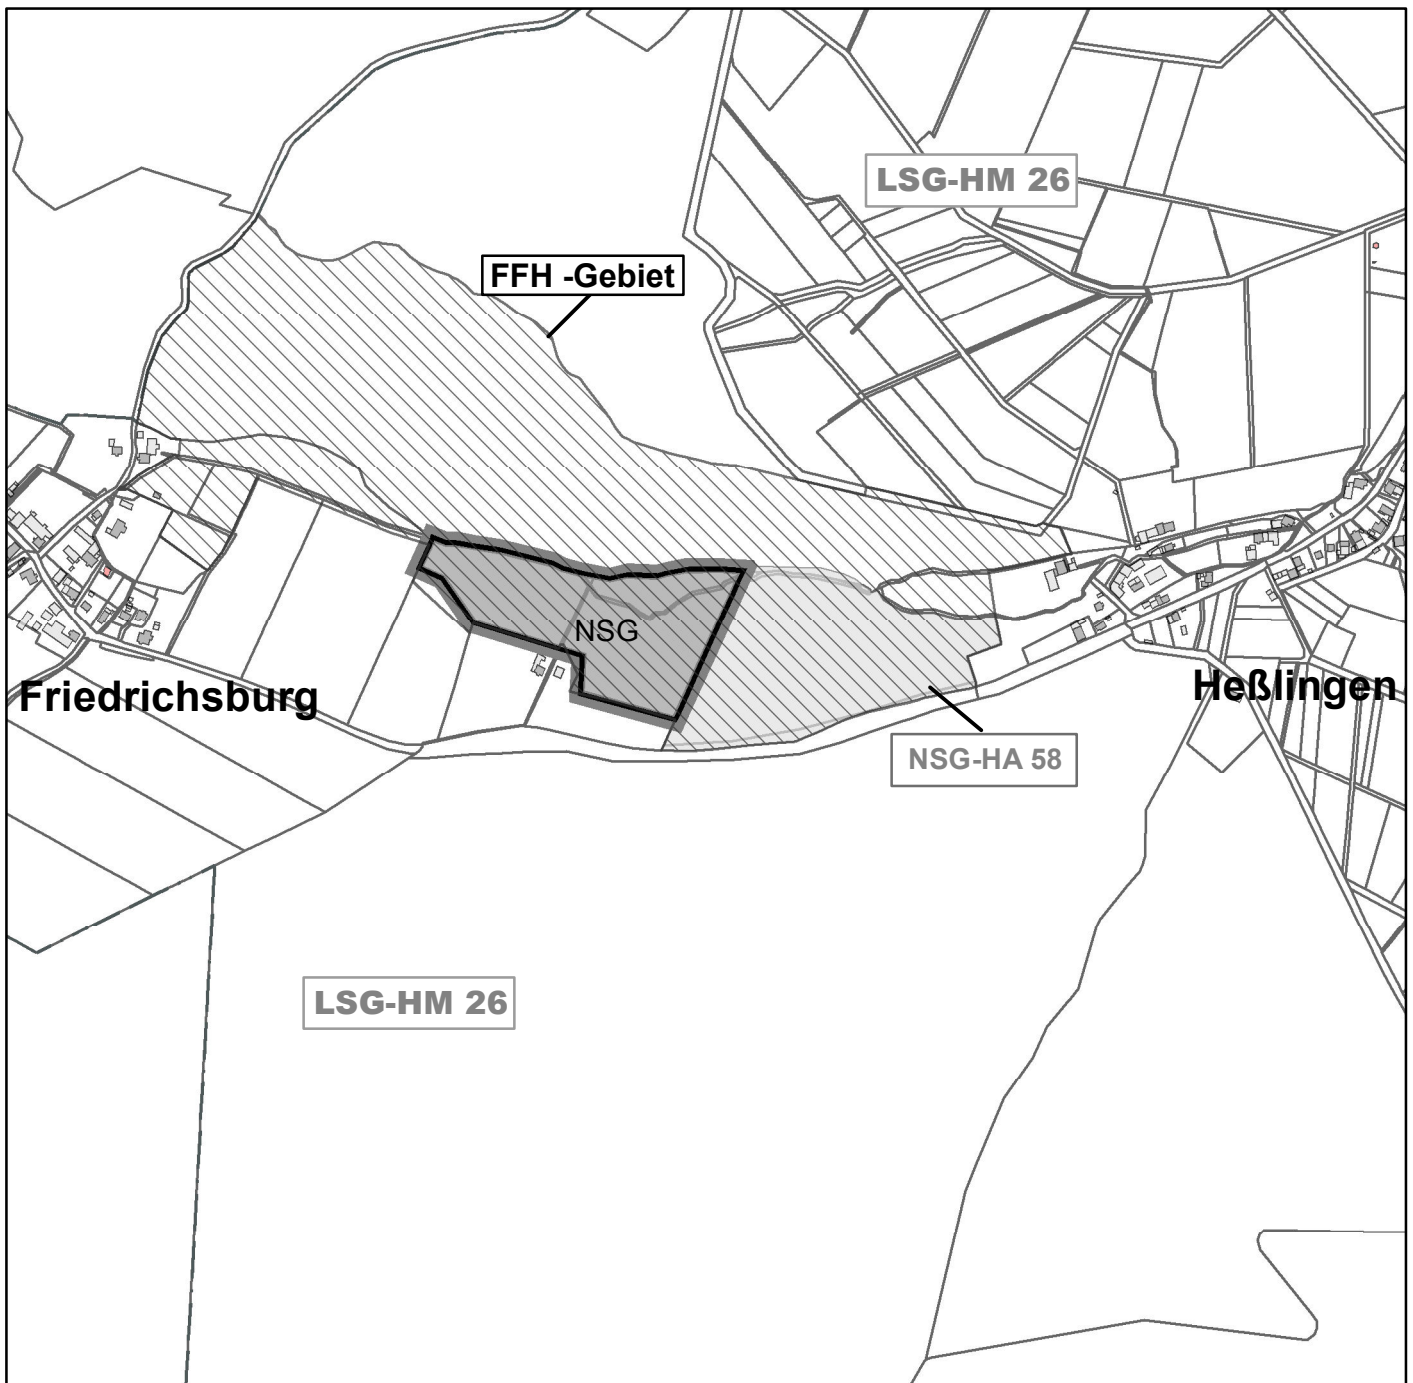 LSG-HM 26
FFH -Gebiet
NSG
Friedrichsburg
Heßlingen
NSG-HA 58
LSG-HM 26